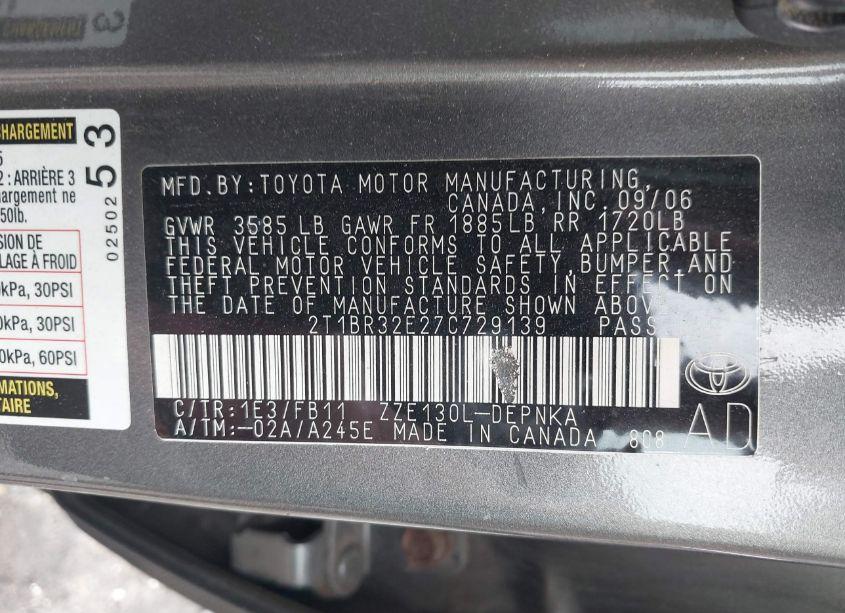 CHARGEMENT
2 : ARRIÈRE 3
chargement ne
50lb.
SION DE
LAGE À FROID
0kPa, 30PSI
0kPa, 30PSI
0kPa, 60PSI
MATIONS,
TAIRE
02502 53
MFD. BY: TOYOTA MOTOR MANUFACTURING,
CANADA, INC. 09/06
GVWR 3585 LB GAWR FR 1885LB RR 1720LB
THIS VEHICLE CONFORMS TO ALL APPLICABLE
FEDERAL MOTOR VEHICLE SAFETY, BUMPER, AND
THEFT PREVENTION STANDARDS IN EFFECT ON
THE DATE OF MANUFACTURE SHOWN ABOVE.
2T1BR32E27C729139 PASS
C/TR: 1E3/FB11 ZZE130L-DEPNKA
A/TM: -02A/A245E MADE IN CANADA 808
AD